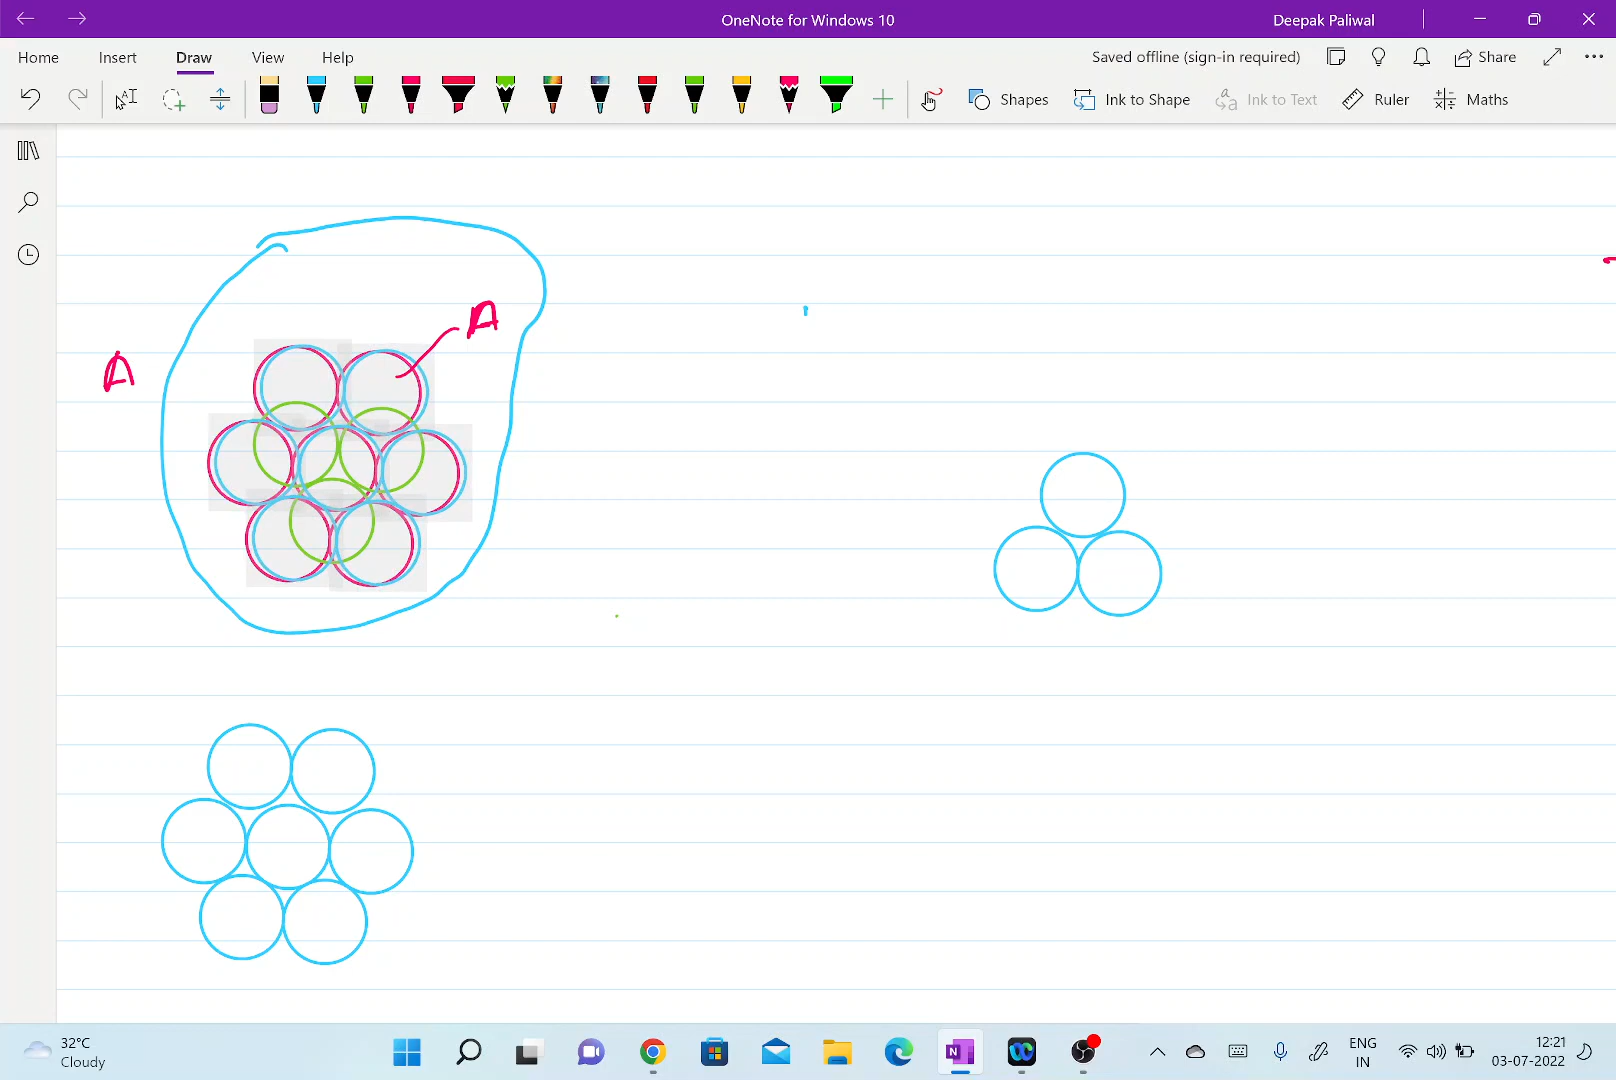 OneNote for Windows 10
Deepak Paliwal
Home Insert Draw View Help
Saved offline (sign-in required)
Share
Shapes
Ink to Shape
Ink to Text
Ruler
Maths
A
A
32°C
Cloudy
ENG
IN
12:21
03-07-2022